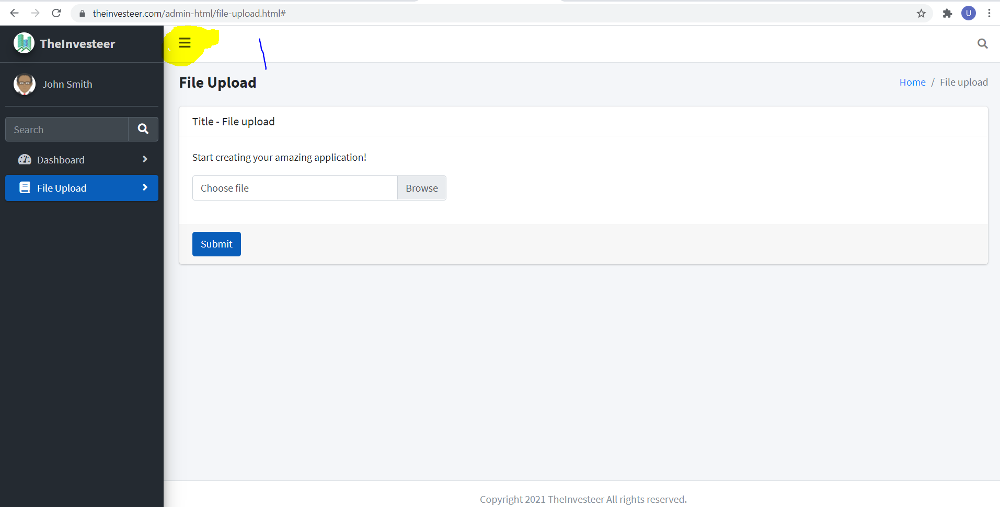 theinvesteer.com/admin-html/file-upload.html#
U
TheInvesteer
John Smith
Search
Dashboard
File Upload
File Upload
Home / File upload
Title - File upload
Start creating your amazing application!
Choose file
Browse
Submit
Copyright 2021 TheInvesteer All rights reserved.